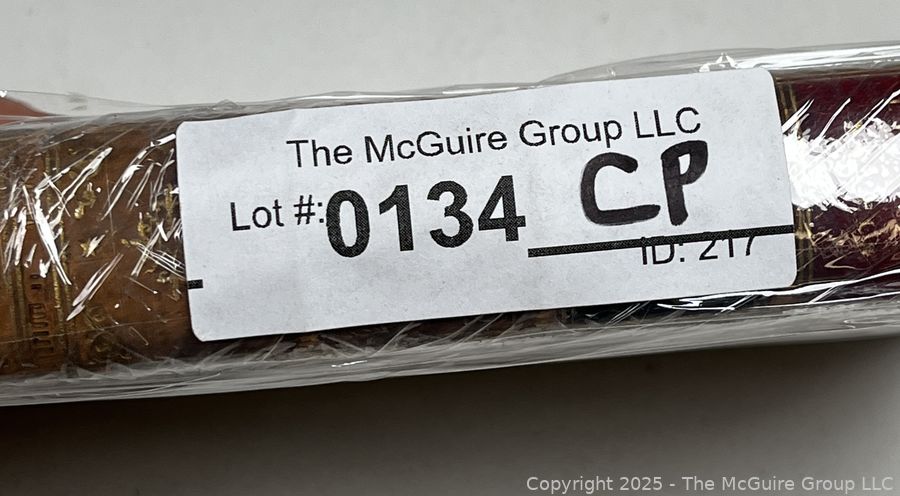 The McGuire Group LLC
Lot #:0134 CP
ID: 217
Copyright 2025 - The McGuire Group LLC